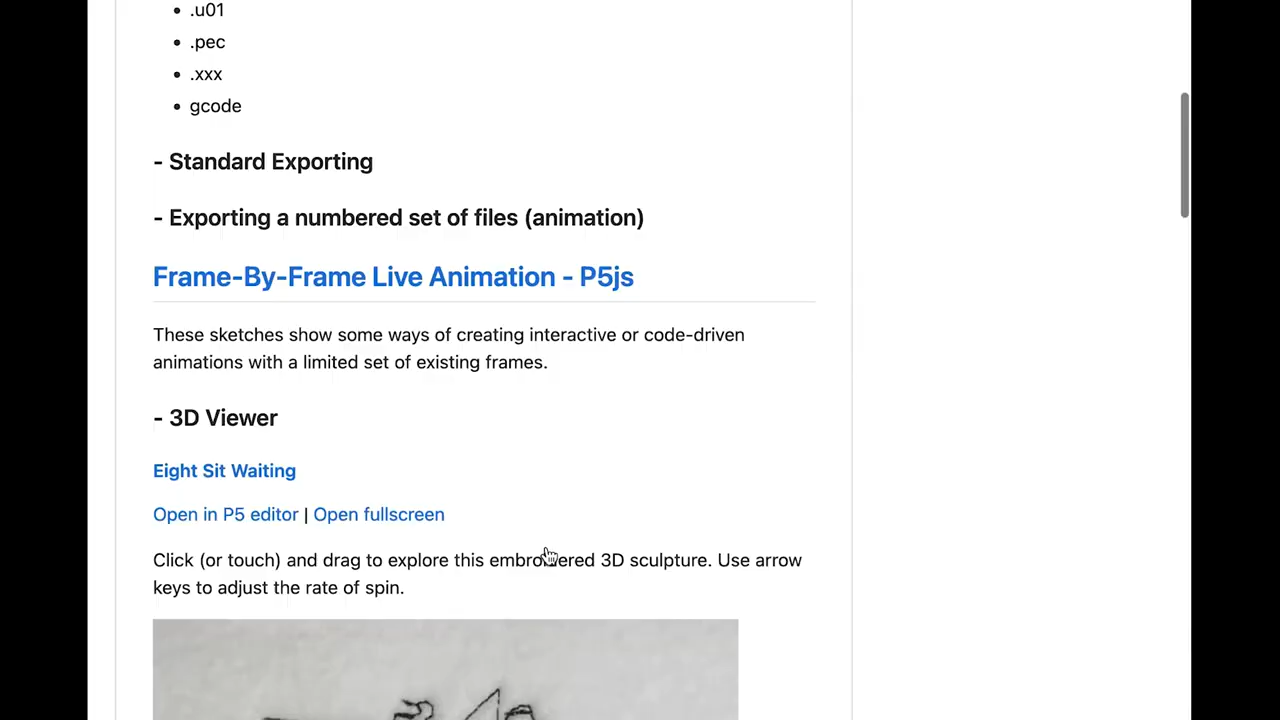 .u01
.pec
.xxx
gcode
- Standard Exporting
- Exporting a numbered set of files (animation)
Frame-By-Frame Live Animation - P5js
These sketches show some ways of creating interactive or code-driven
animations with a limited set of existing frames.
- 3D Viewer
Eight Sit Waiting
Open in P5 editor | Open fullscreen
Click (or touch) and drag to explore this embroidered 3D sculpture. Use arrow
keys to adjust the rate of spin.